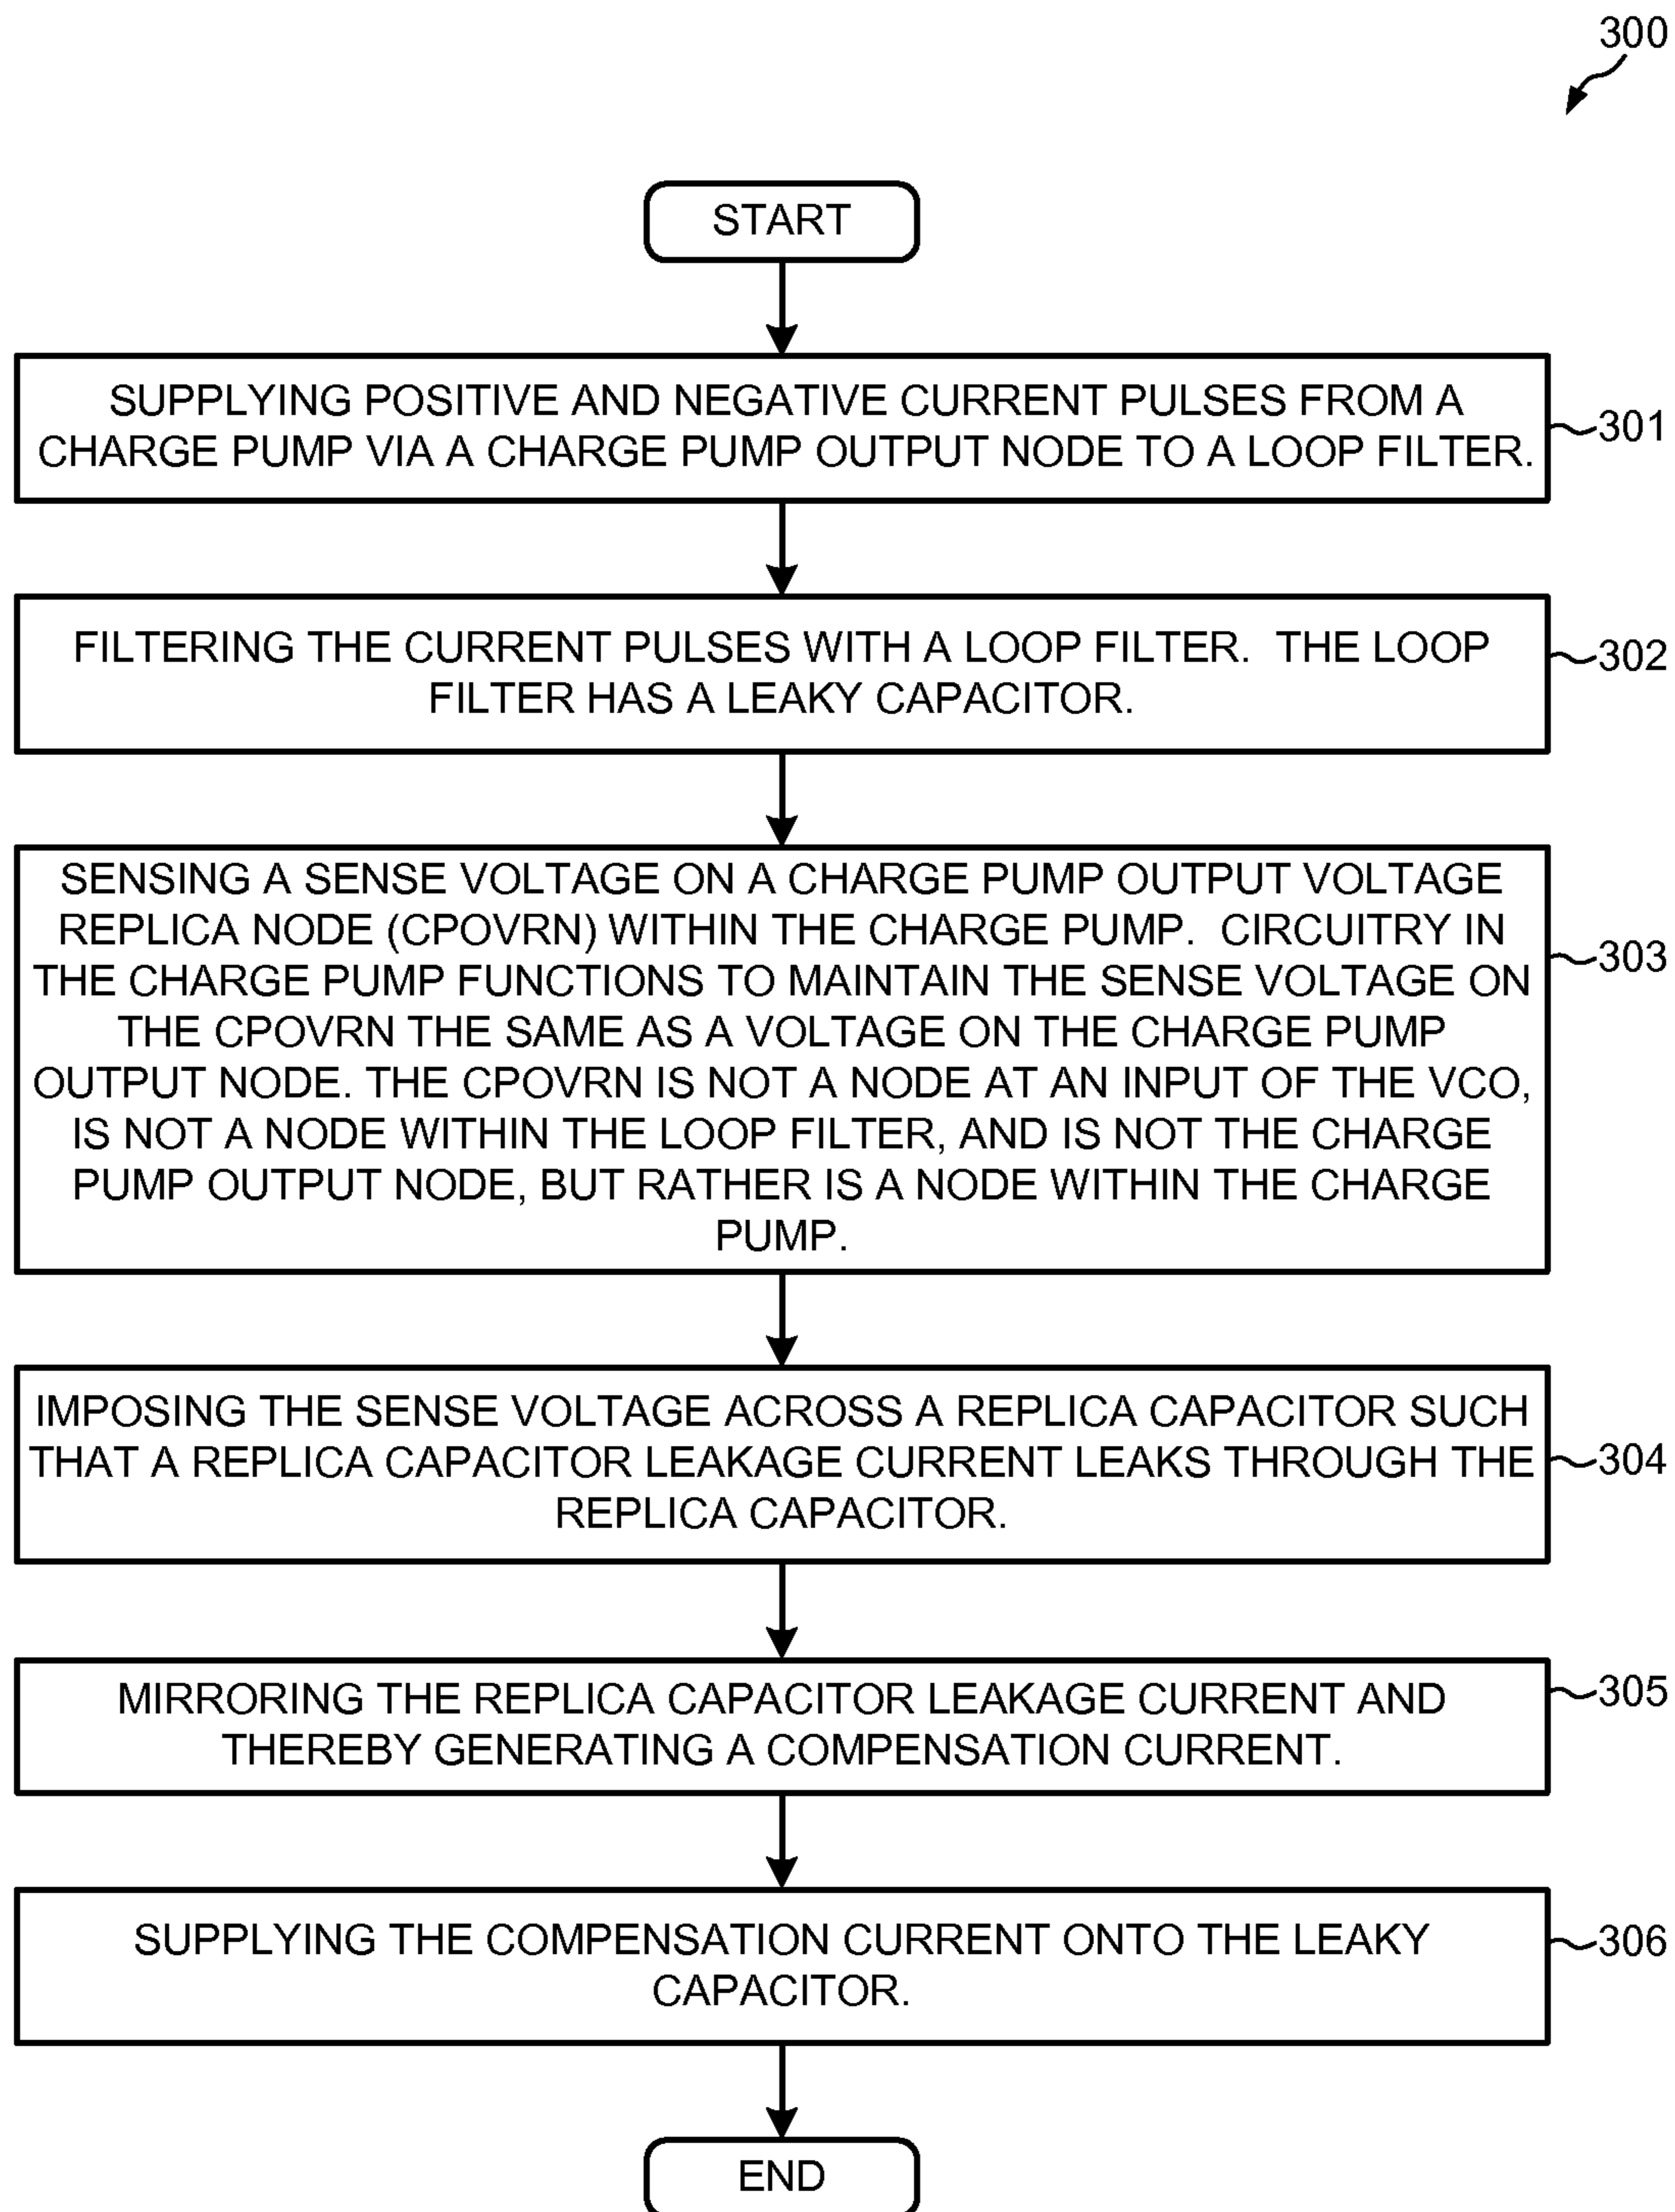 300
START
SUPPLYING POSITIVE AND NEGATIVE CURRENT PULSES FROM A
CHARGE PUMP VIA A CHARGE PUMP OUTPUT NODE TO A LOOP FILTER.
301
FILTERING THE CURRENT PULSES WITH A LOOP FILTER. THE LOOP
FILTER HAS A LEAKY CAPACITOR.
302
SENSING A SENSE VOLTAGE ON A CHARGE PUMP OUTPUT VOLTAGE
REPLICA NODE (CPOVRN) WITHIN THE CHARGE PUMP. CIRCUITRY IN
THE CHARGE PUMP FUNCTIONS TO MAINTAIN THE SENSE VOLTAGE ON
THE CPOVRN THE SAME AS A VOLTAGE ON THE CHARGE PUMP
OUTPUT NODE. THE CPOVRN IS NOT A NODE AT AN INPUT OF THE VCO,
IS NOT A NODE WITHIN THE LOOP FILTER, AND IS NOT THE CHARGE
PUMP OUTPUT NODE, BUT RATHER IS A NODE WITHIN THE CHARGE
PUMP.
303
IMPOSING THE SENSE VOLTAGE ACROSS A REPLICA CAPACITOR SUCH
THAT A REPLICA CAPACITOR LEAKAGE CURRENT LEAKS THROUGH THE
REPLICA CAPACITOR.
304
MIRRORING THE REPLICA CAPACITOR LEAKAGE CURRENT AND
THEREBY GENERATING A COMPENSATION CURRENT.
305
SUPPLYING THE COMPENSATION CURRENT ONTO THE LEAKY
CAPACITOR.
306
END